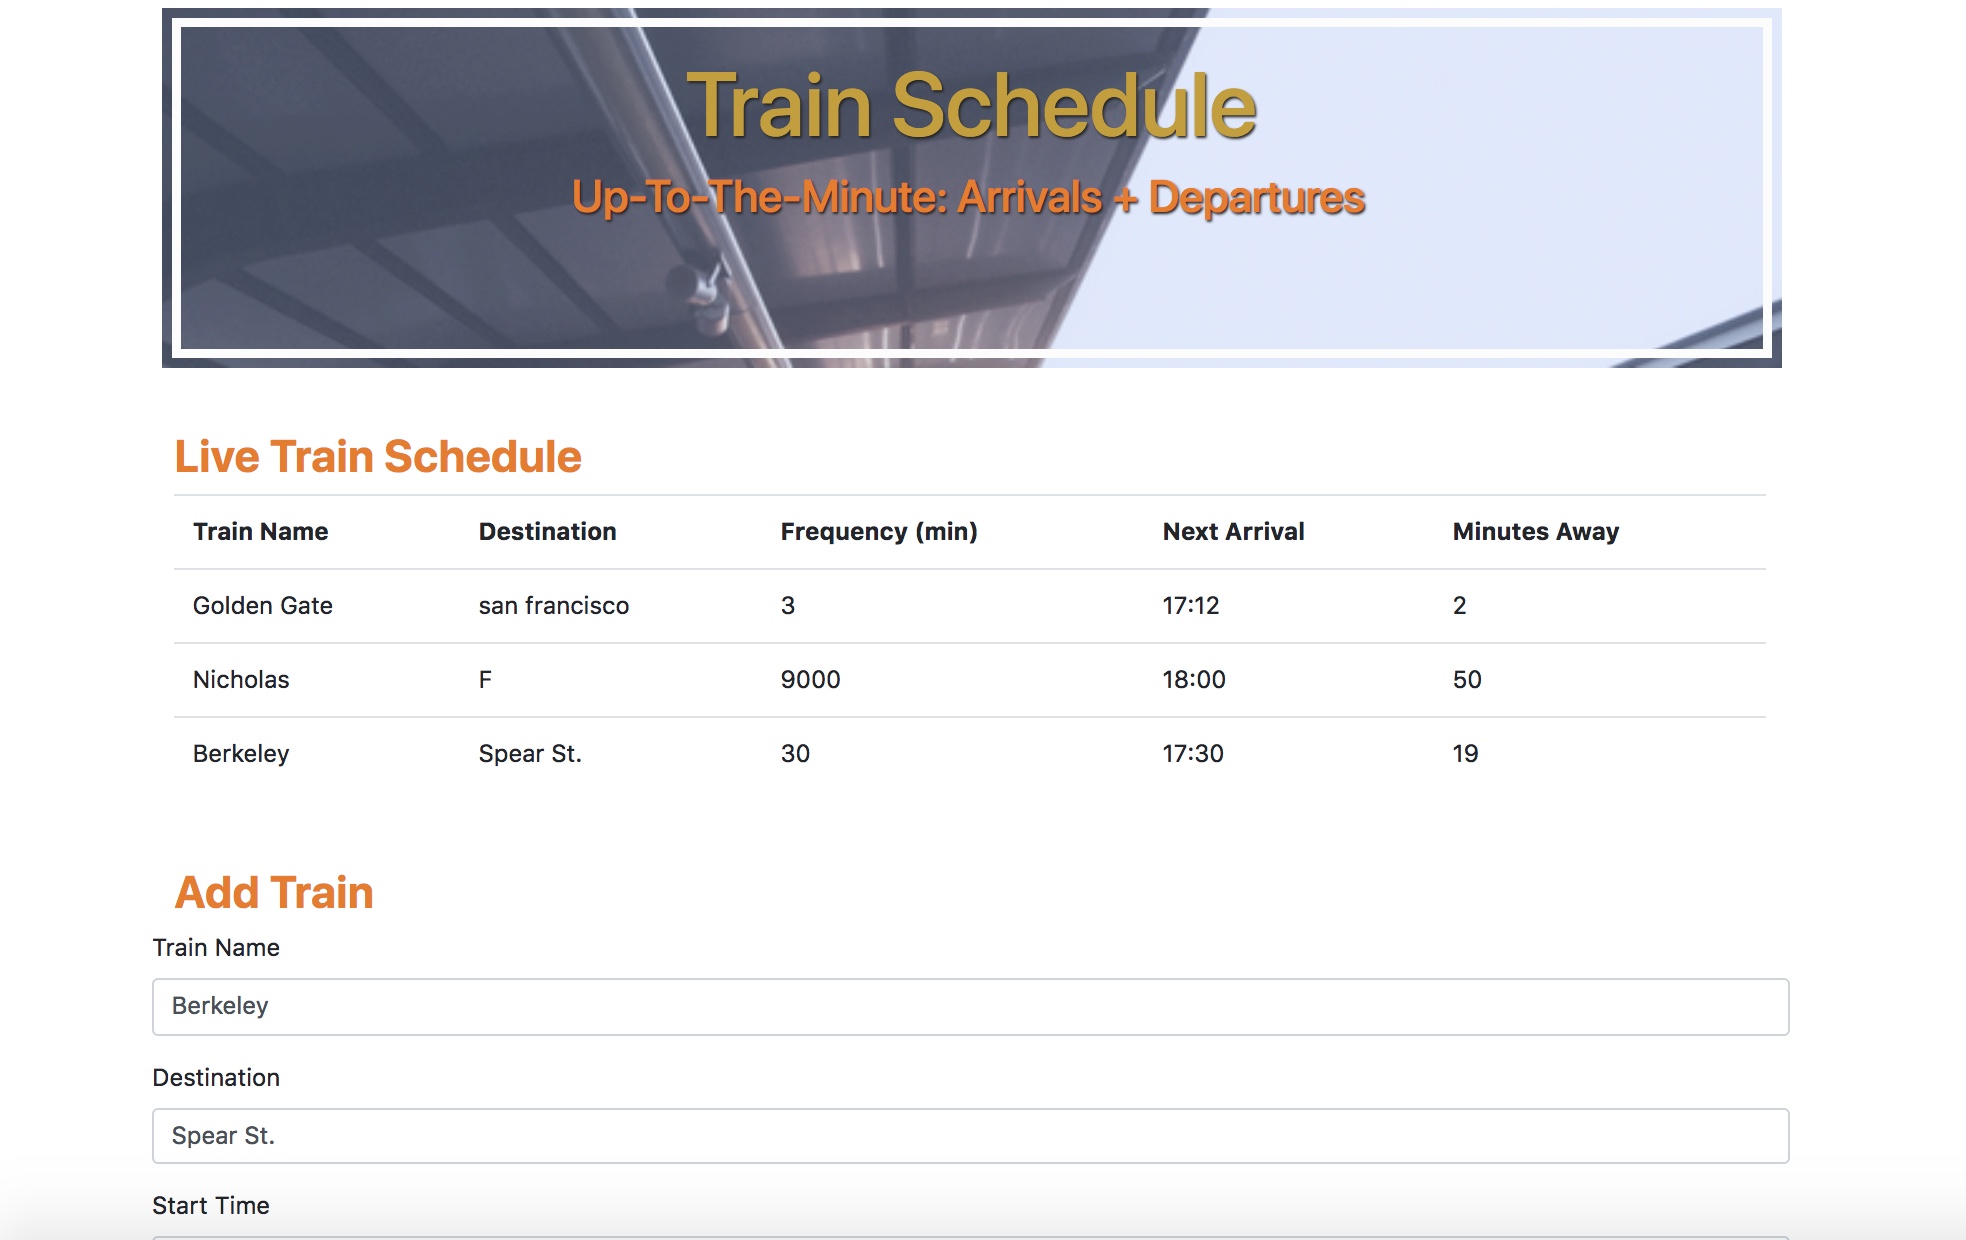 Train Schedule
Up-To-The-Minute: Arrivals + Departures
Live Train Schedule
Train Name Destination Frequency (min) Next Arrival Minutes Away
Golden Gate san francisco 3 17:12 2
Nicholas F 9000 18:00 50
Berkeley Spear St. 30 17:30 19
Add Train
Train Name
Berkeley
Destination
Spear St.
Start Time